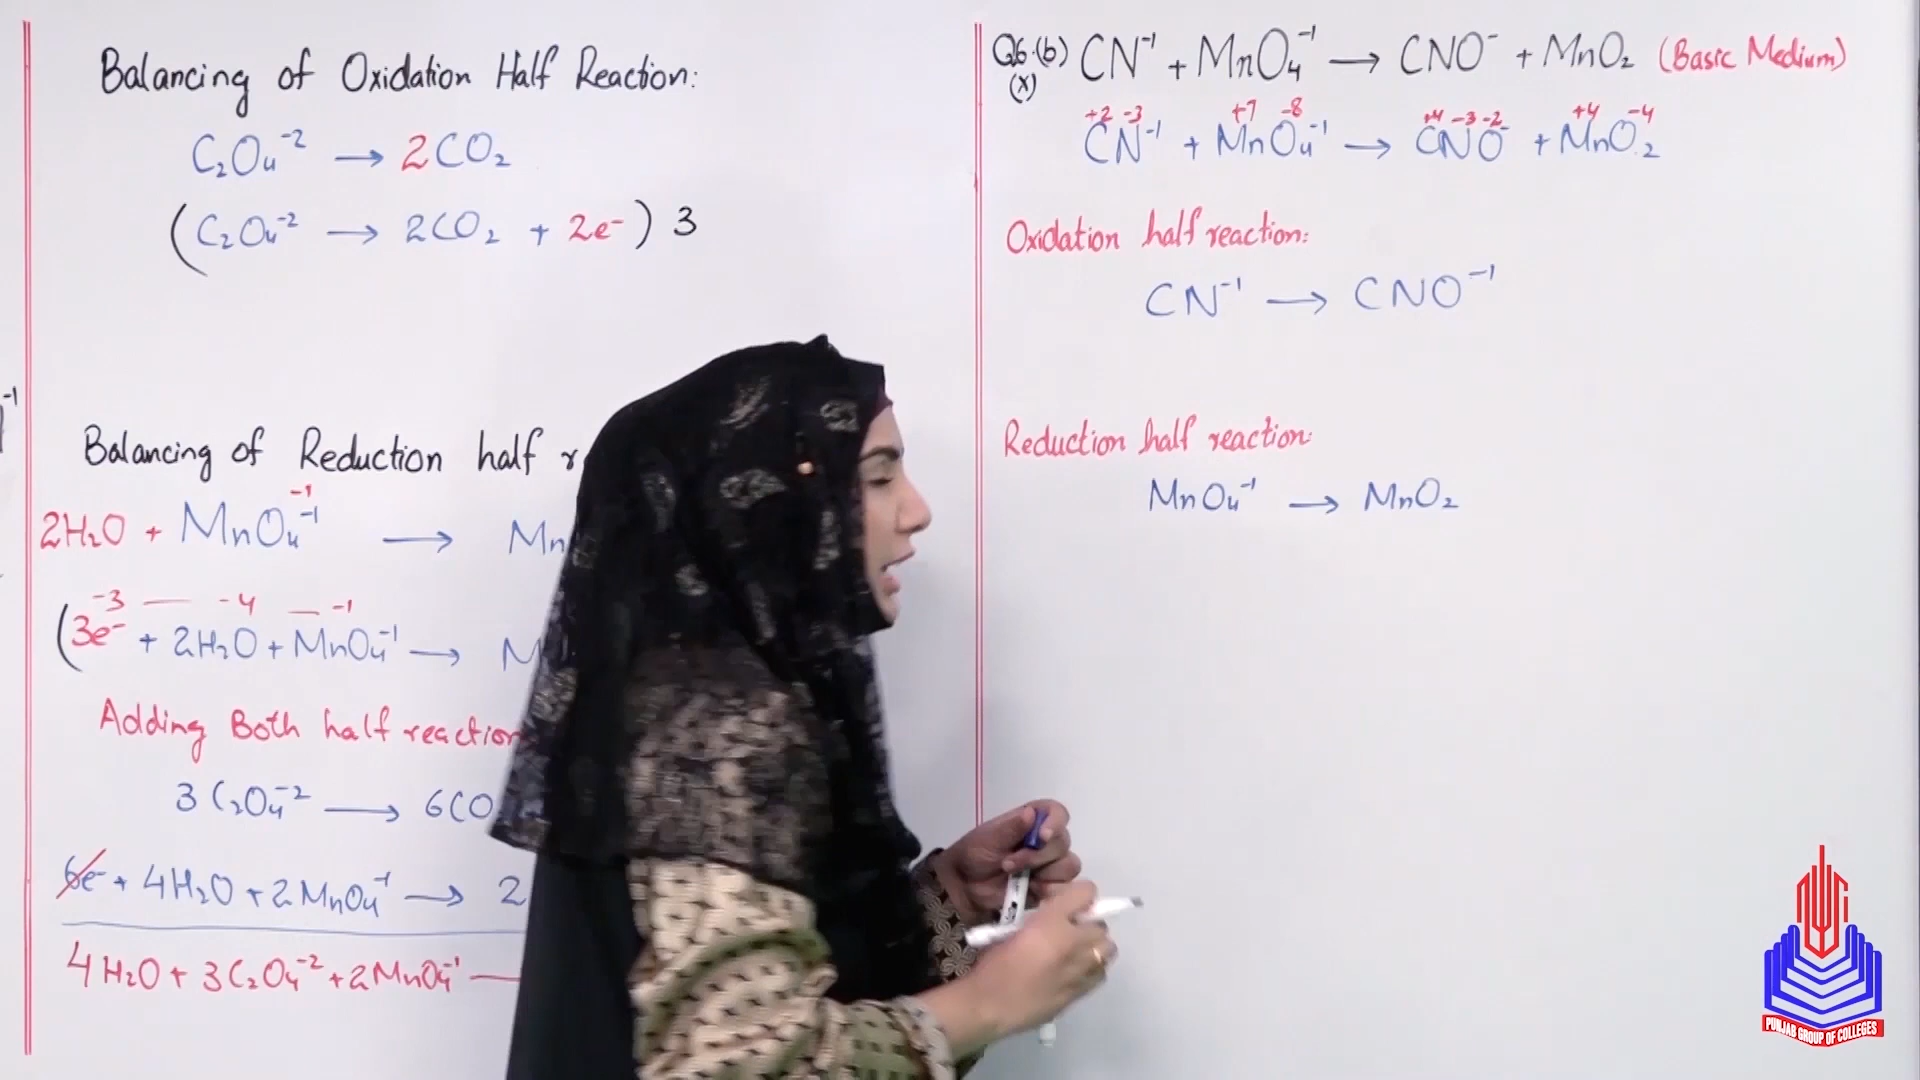 Balancing of Oxidation Half Reaction:
C₂O₄⁻² → 2CO₂
(C₂O₄⁻² → 2CO₂ + 2e⁻) 3
Balancing of Reduction half
-1
2H₂O + MnO₄⁻¹ →
-3 -4 -1
(3e⁻ + 2H₂O + MnO₄⁻¹ →
Adding Both half reaction
3C₂O₄⁻² → 6CO
6e⁻ + 4H₂O + 2MnO₄⁻¹ → 2
4H₂O + 3C₂O₄⁻² + 2MnO₄⁻¹
Q6.(b) CN⁻¹ + MnO₄⁻¹ → CNO⁻ + MnO₂ (Basic Medium)
(x)
+2 -3 +7 -8 +4 -3 -2 +4 -4
CN⁻¹ + MnO₄⁻¹ → CNO⁻ + MnO₂
Oxidation half reaction:
CN⁻¹ → CNO⁻¹
Reduction half reaction:
MnO₄⁻¹ → MnO₂
PUNJAB GROUP OF COLLEGES